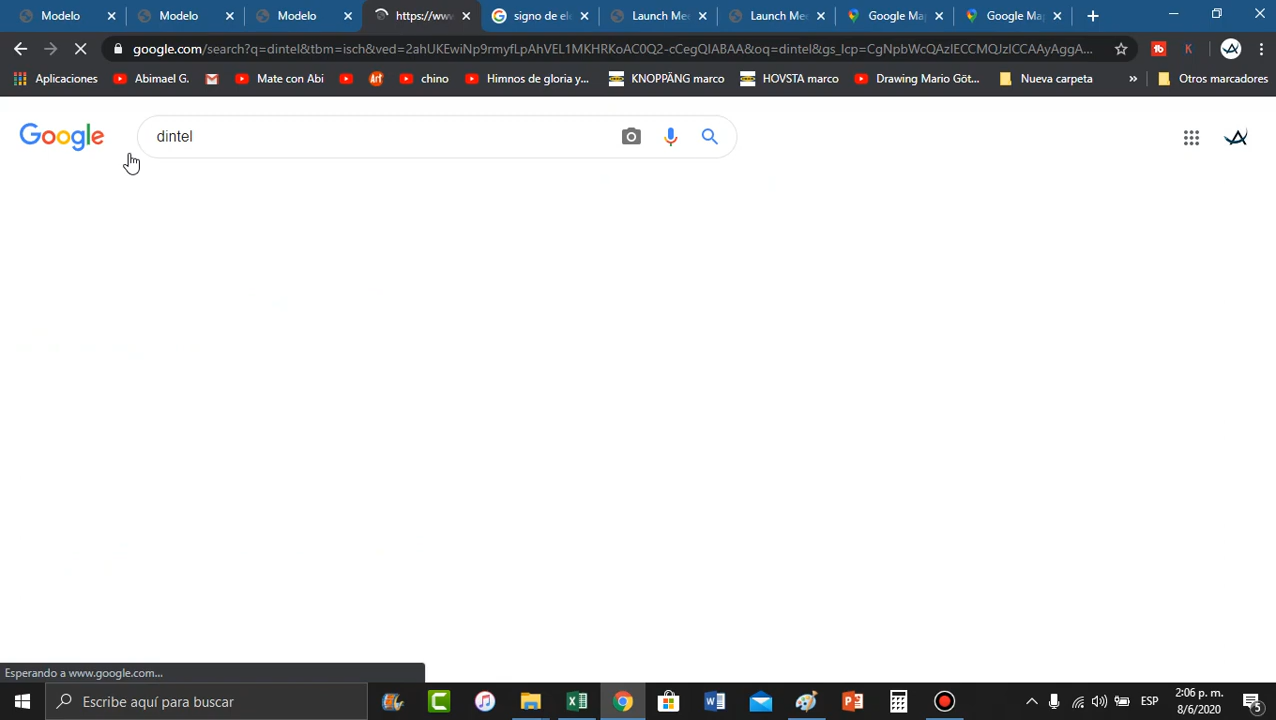 Modelo
Modelo
Modelo
https://www
signo de ele
Launch Me
Launch Me
Google Ma
Google Ma
google.com/search?q=dintel&tbm=isch&ved=2ahUKEwiNp9rmyfLpAhVEL1MKHRKoAC0Q2-cCegQIABAA&oq=dintel&gs_lcp=CgNpbWcQAzIECCMQJzICCAAyAggA...
Aplicaciones
Abimael G.
Mate con Abi
Art
chino
Himnos de gloria y...
KNOPPÄNG marco
HOVSTA marco
Drawing Mario Göt...
Nueva carpeta
»
Otros marcadores
Google
dintel
Esperando a www.google.com...
Escribe aquí para buscar
ESP
2:06 p. m.
8/6/2020
5